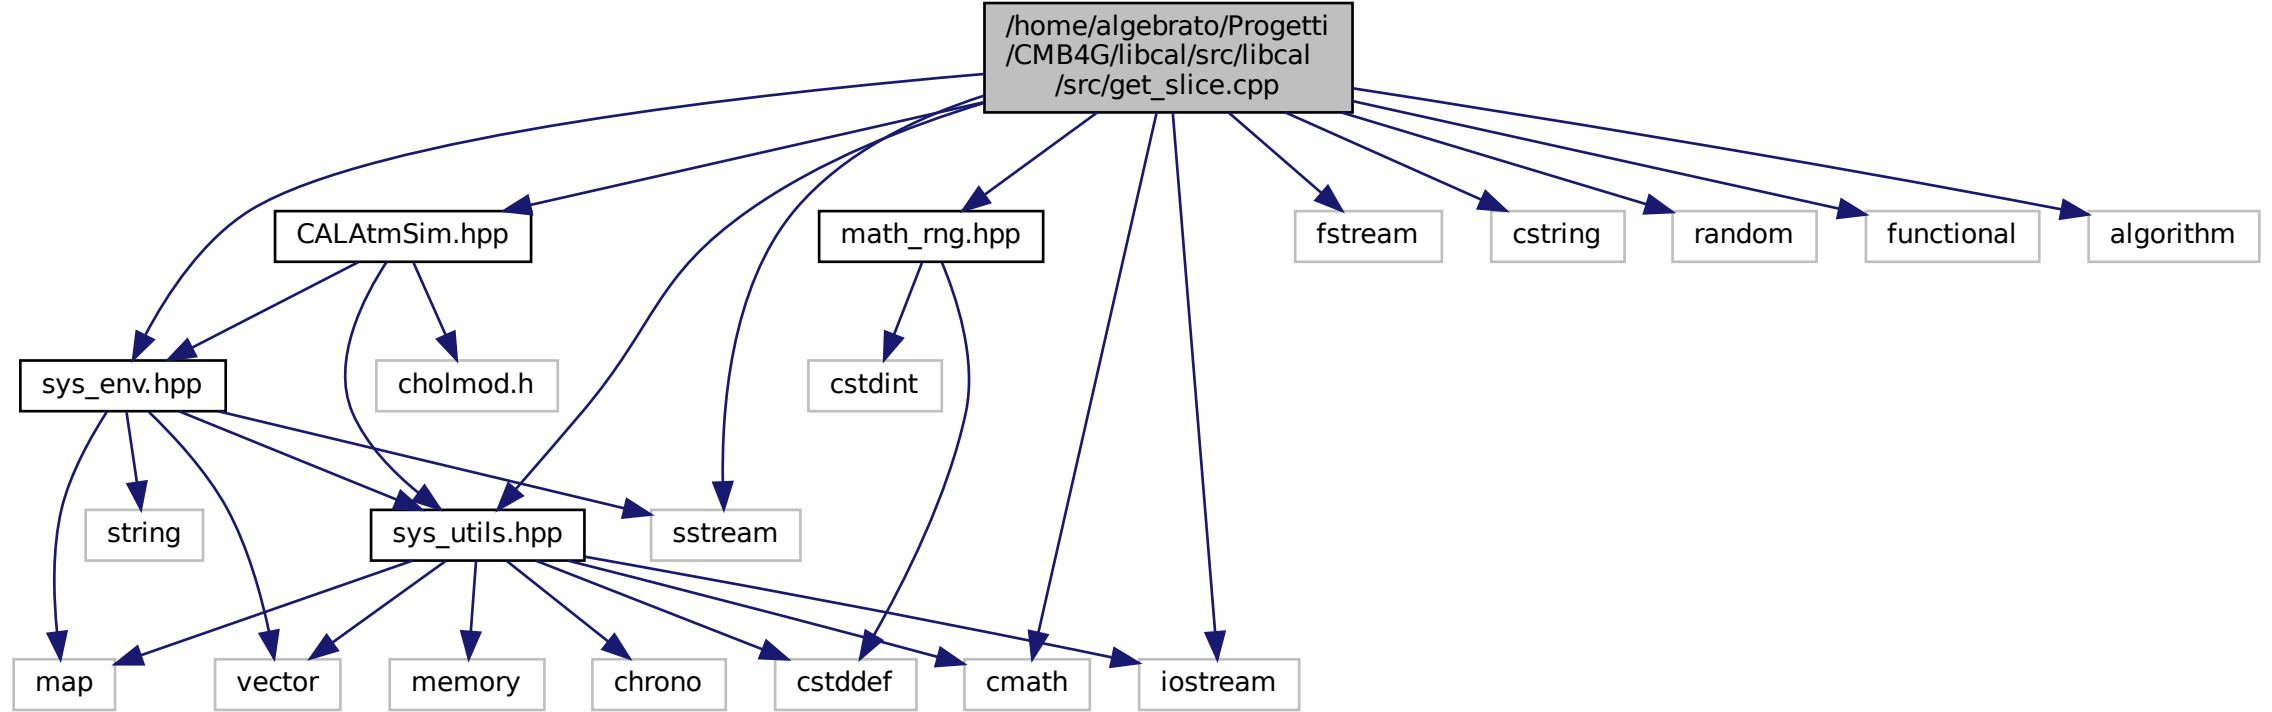 /home/algebrato/Progetti
/CMB4G/libcal/src/libcal
/src/get_slice.cpp
CALAtmSim.hpp
math_rng.hpp
fstream
cstring
random
functional
algorithm
sys_env.hpp
cholmod.h
cstdint
string
sys_utils.hpp
sstream
map
vector
memory
chrono
cstddef
cmath
iostream